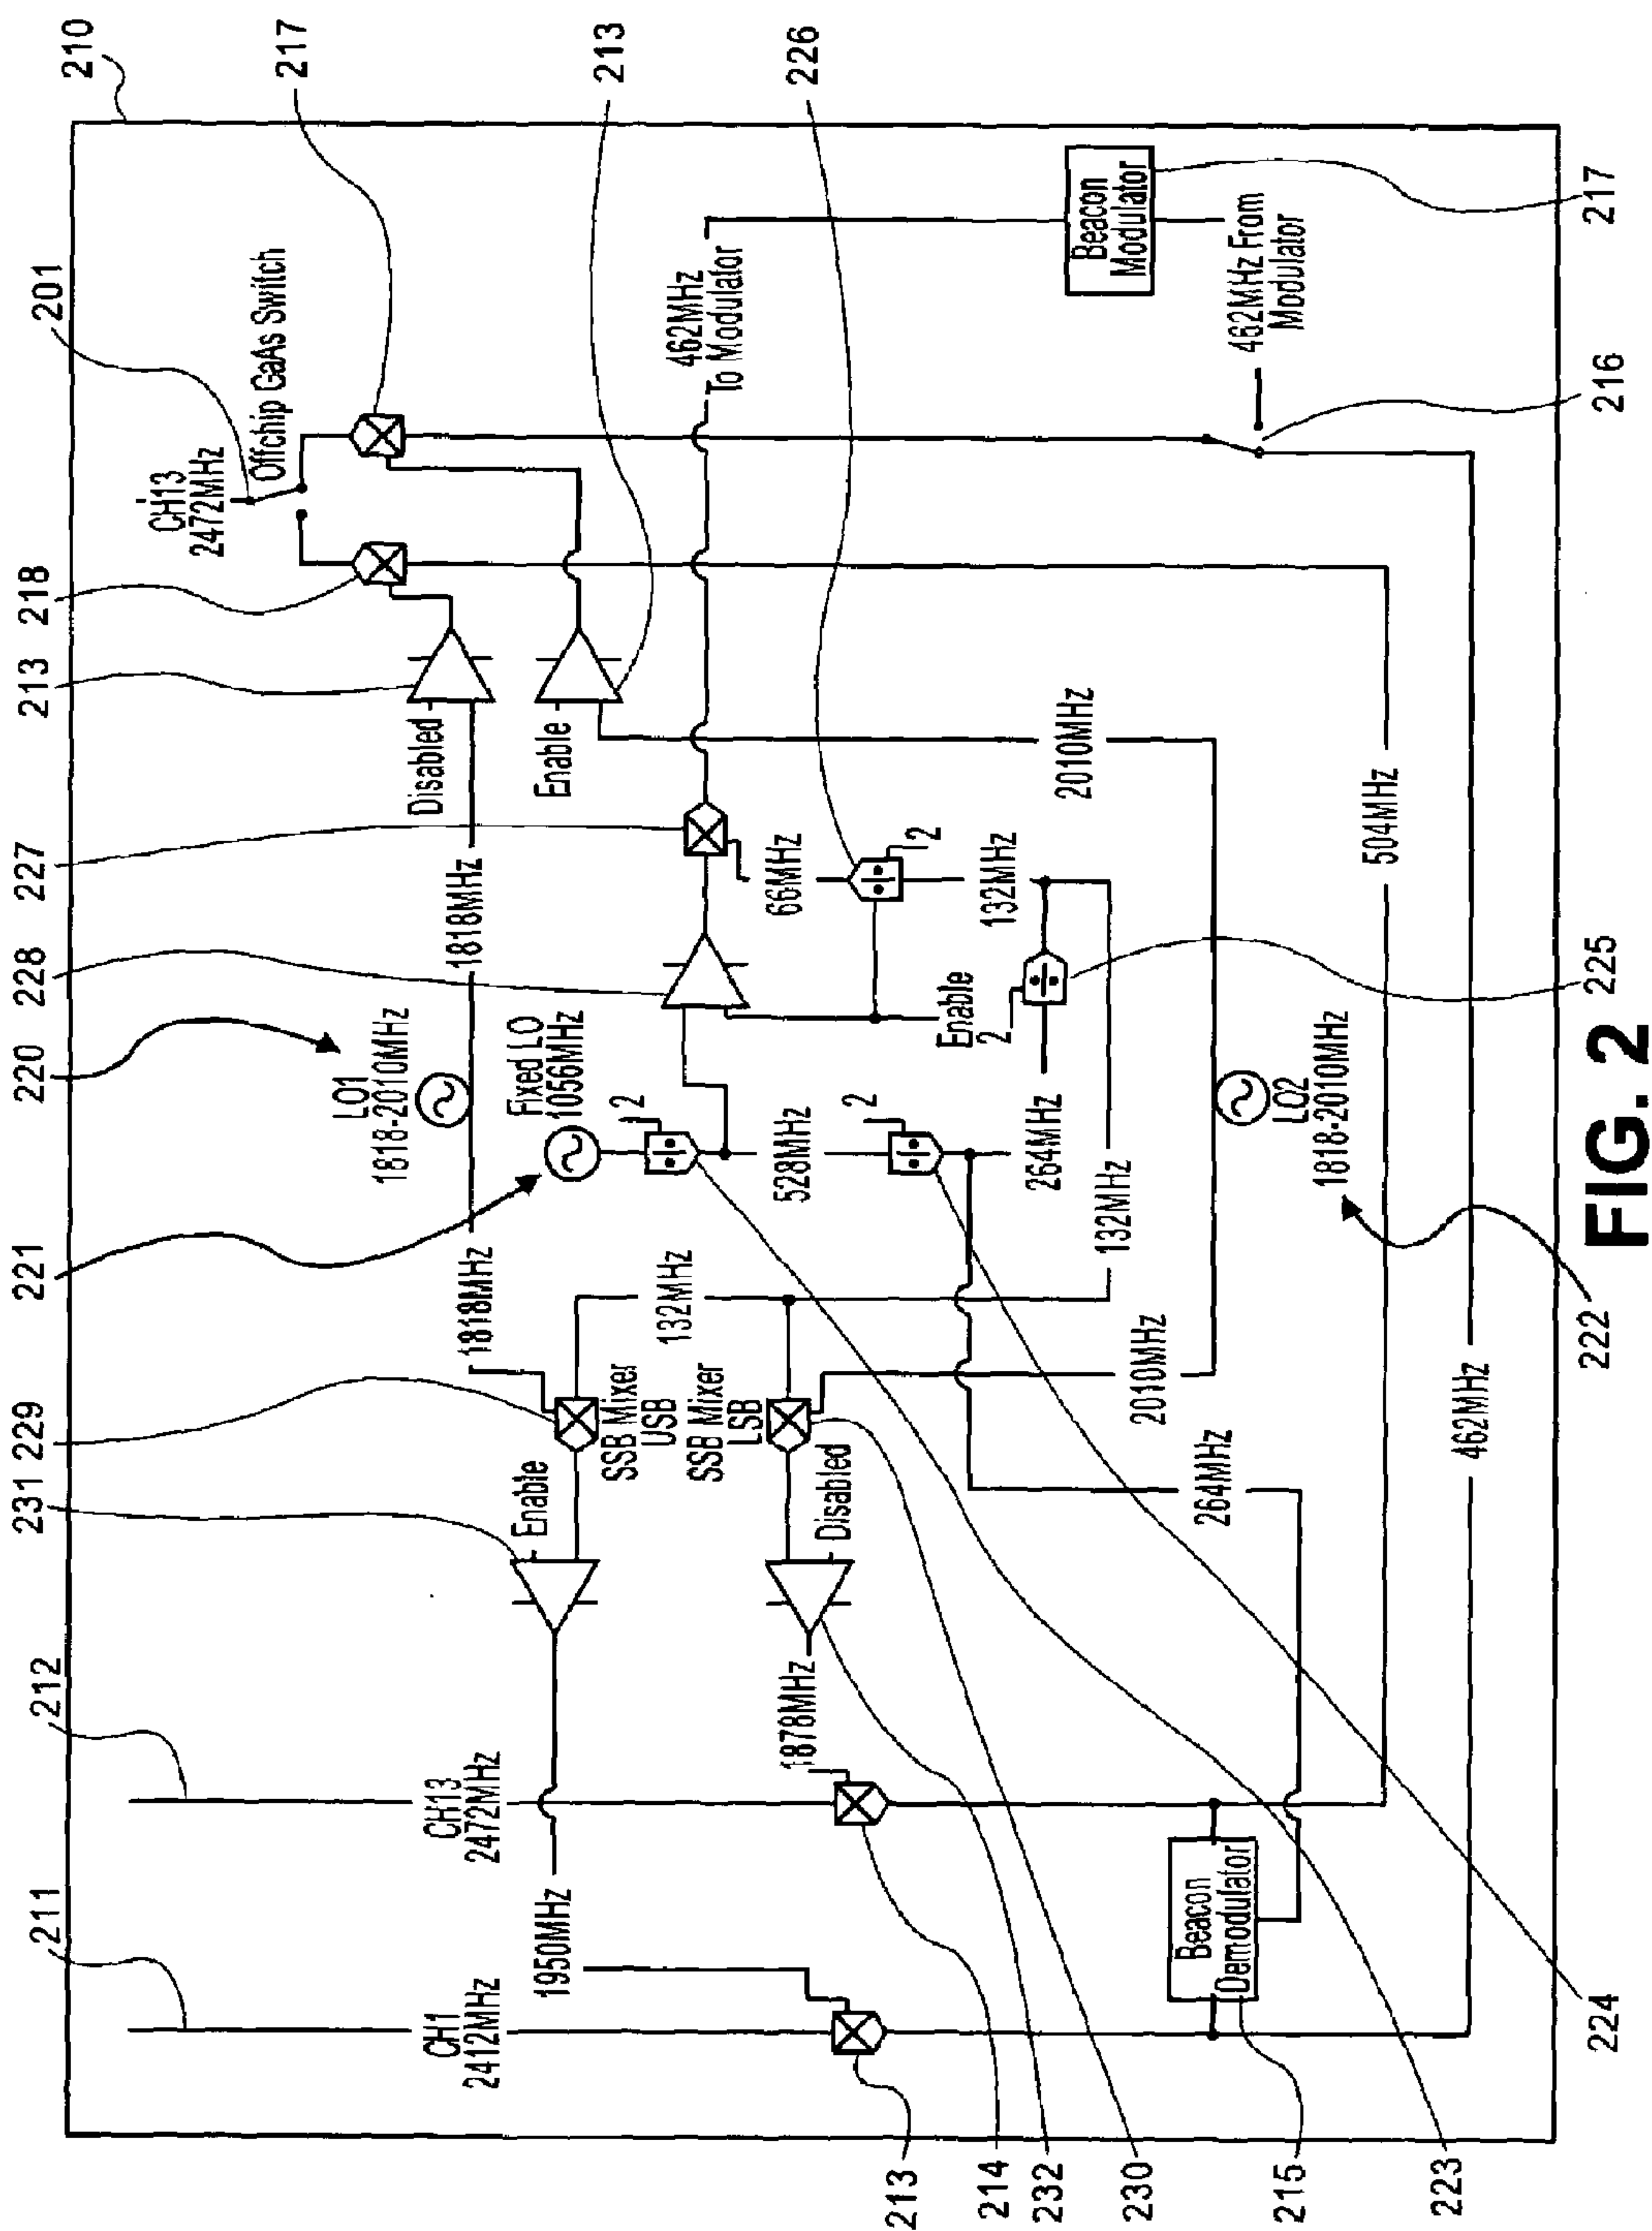 211
212
231
229
221
220
228
227
213
218
201
210
217
213
226
CH13
2472MHz
Offchip GaAs Switch
Disabled
Enable
LO1
1818-2010MHz
1818MHz
1818MHz
Fixed LO
1056MHz
2
528MHz
2
264MHz
Enable
2
132MHz
66MHz
2
132MHz
132MHz
462MHz
To Modulator
Beacon
Modulator
462MHz From
Modulator
Enable
SSB Mixer
USB
SSB Mixer
LSB
Disabled
CH1
2412MHz
CH13
2472MHz
1950MHz
1878MHz
2010MHz
2010MHz
264MHz
LO2
1818-2010MHz
504MHz
462MHz
Beacon
Demodulator
213
214
232
230
215
223
224
222
225
216
217
FIG. 2